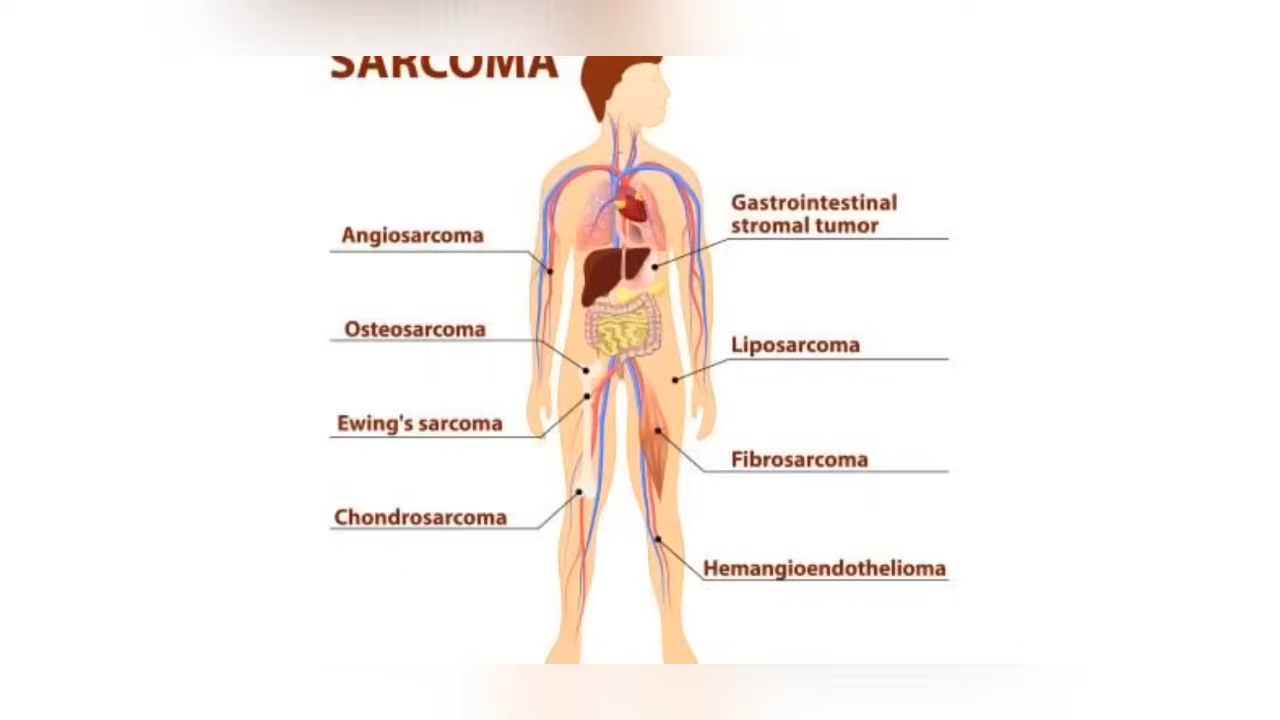 SARCOMA
Angiosarcoma
Osteosarcoma
Ewing's sarcoma
Chondrosarcoma
Gastrointestinal
stromal tumor
Liposarcoma
Fibrosarcoma
Hemangioendothelioma